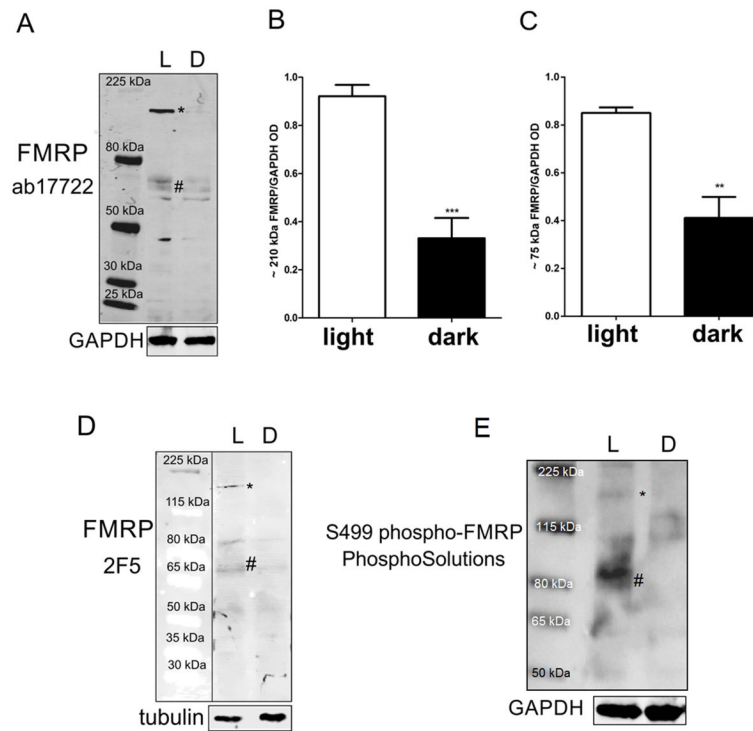 A
L D
225 kDa
*
80 kDa
FMRP
ab17722
#
50 kDa
30 kDa
25 kDa
GAPDH
B
~ 210 kDa FMRP/GAPDH OD
1.0
0.8
0.6
0.4
0.2
0.0
***
light dark
C
~ 75 kDa FMRP/GAPDH OD
1.0
0.8
0.6
0.4
0.2
0.0
**
light dark
D
L D
225 kDa
*
115 kDa
FMRP
2F5
80 kDa
65 kDa
#
50 kDa
35 kDa
30 kDa
tubulin
E
L D
225 kDa
*
S499 phospho-FMRP
PhosphoSolutions
115 kDa
80 kDa
#
65 kDa
50 kDa
GAPDH